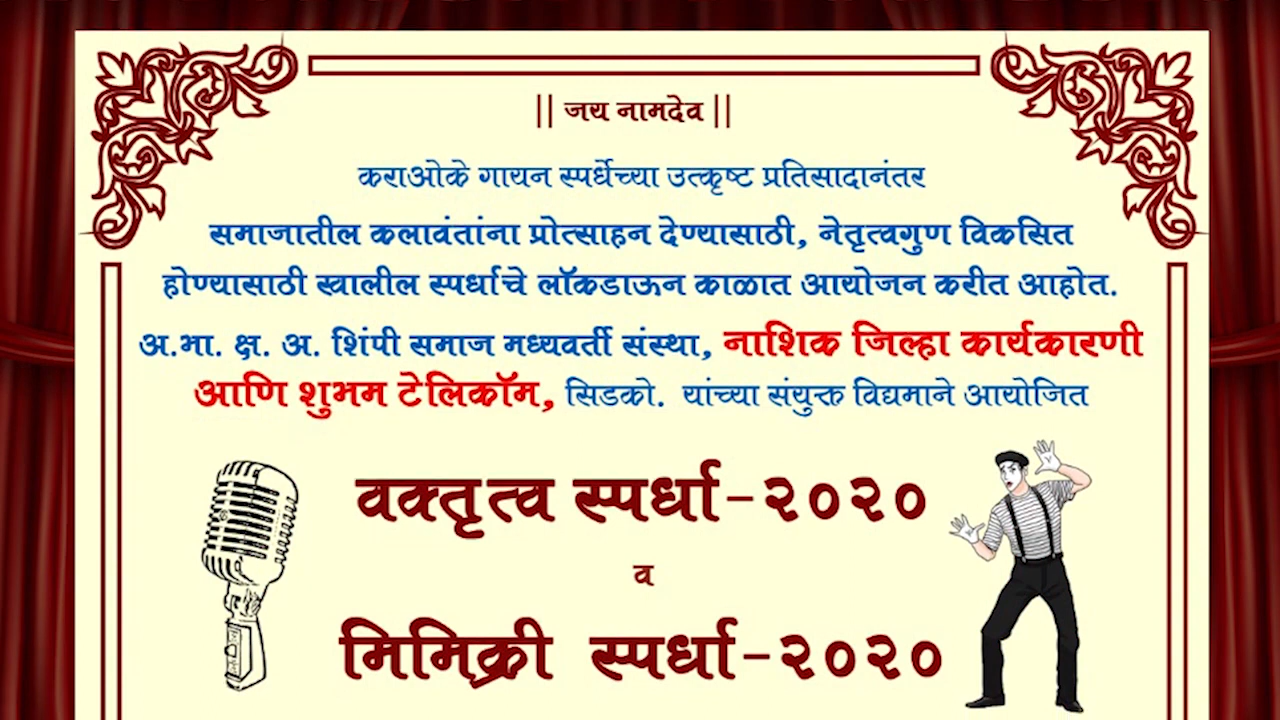 || जय नामदेव ||
कराओके गायन स्पर्धेच्या उत्कृष्ट प्रतिसादानंतर
समाजातील कलावंतांना प्रोत्साहन देण्यासाठी, नेतृत्वगुण विकसित
होण्यासाठी खालील स्पर्धाचे लॉकडाऊन काळात आयोजन करीत आहोत.
अ.भा. क्ष. अ. शिंपी समाज मध्यवर्ती संस्था, नाशिक जिल्हा कार्यकारणी
आणि शुभम टेलिकॉम, सिडको. यांच्या संयुक्त विद्यमाने आयोजित
वक्तृत्व स्पर्धा-२०२०
व
मिमिक्री स्पर्धा-२०२०